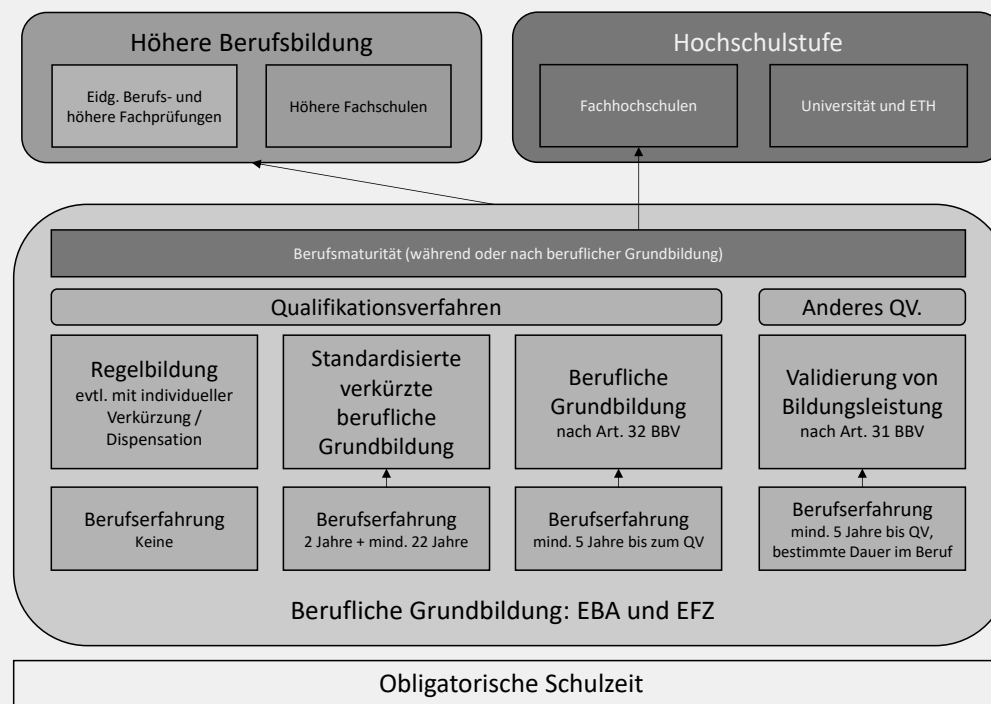 Höhere Berufsbildung
Eidg. Berufs- und
höhere Fachprüfungen
Höhere Fachschulen
Hochschulstufe
Fachhochschulen
Universität und ETH
Berufsmaturität (während oder nach beruflicher Grundbildung)
Qualifikationsverfahren
Anderes QV.
Regelbildung
evtl. mit individueller
Verkürzung /
Dispensation
Standardisierte
verkürzte
berufliche
Grundbildung
Berufliche
Grundbildung
nach Art. 32 BBV
Validierung von
Bildungsleistung
nach Art. 31 BBV
Berufserfahrung
Keine
Berufserfahrung
2 Jahre + mind. 22 Jahre
Berufserfahrung
mind. 5 Jahre bis zum QV
Berufserfahrung
mind. 5 Jahre bis QV,
bestimmte Dauer im Beruf
Berufliche Grundbildung: EBA und EFZ
Obligatorische Schulzeit